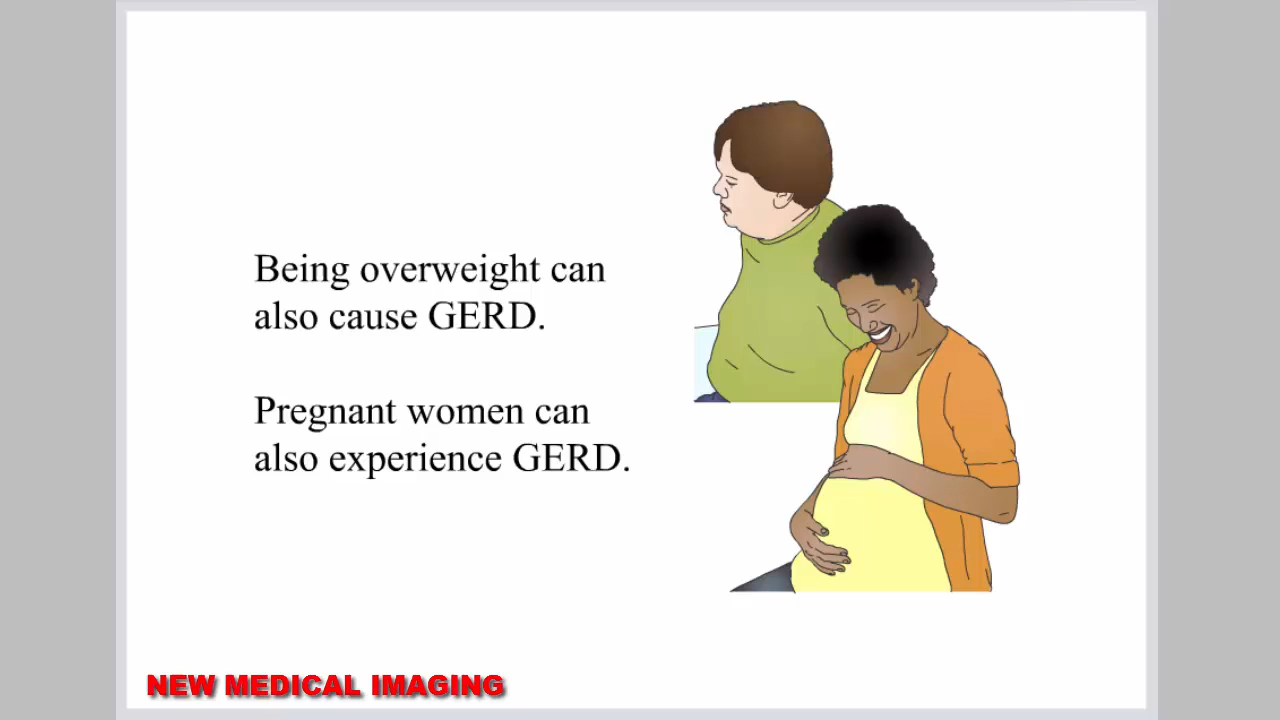 Being overweight can
also cause GERD.
Pregnant women can
also experience GERD.
NEW MEDICAL IMAGING